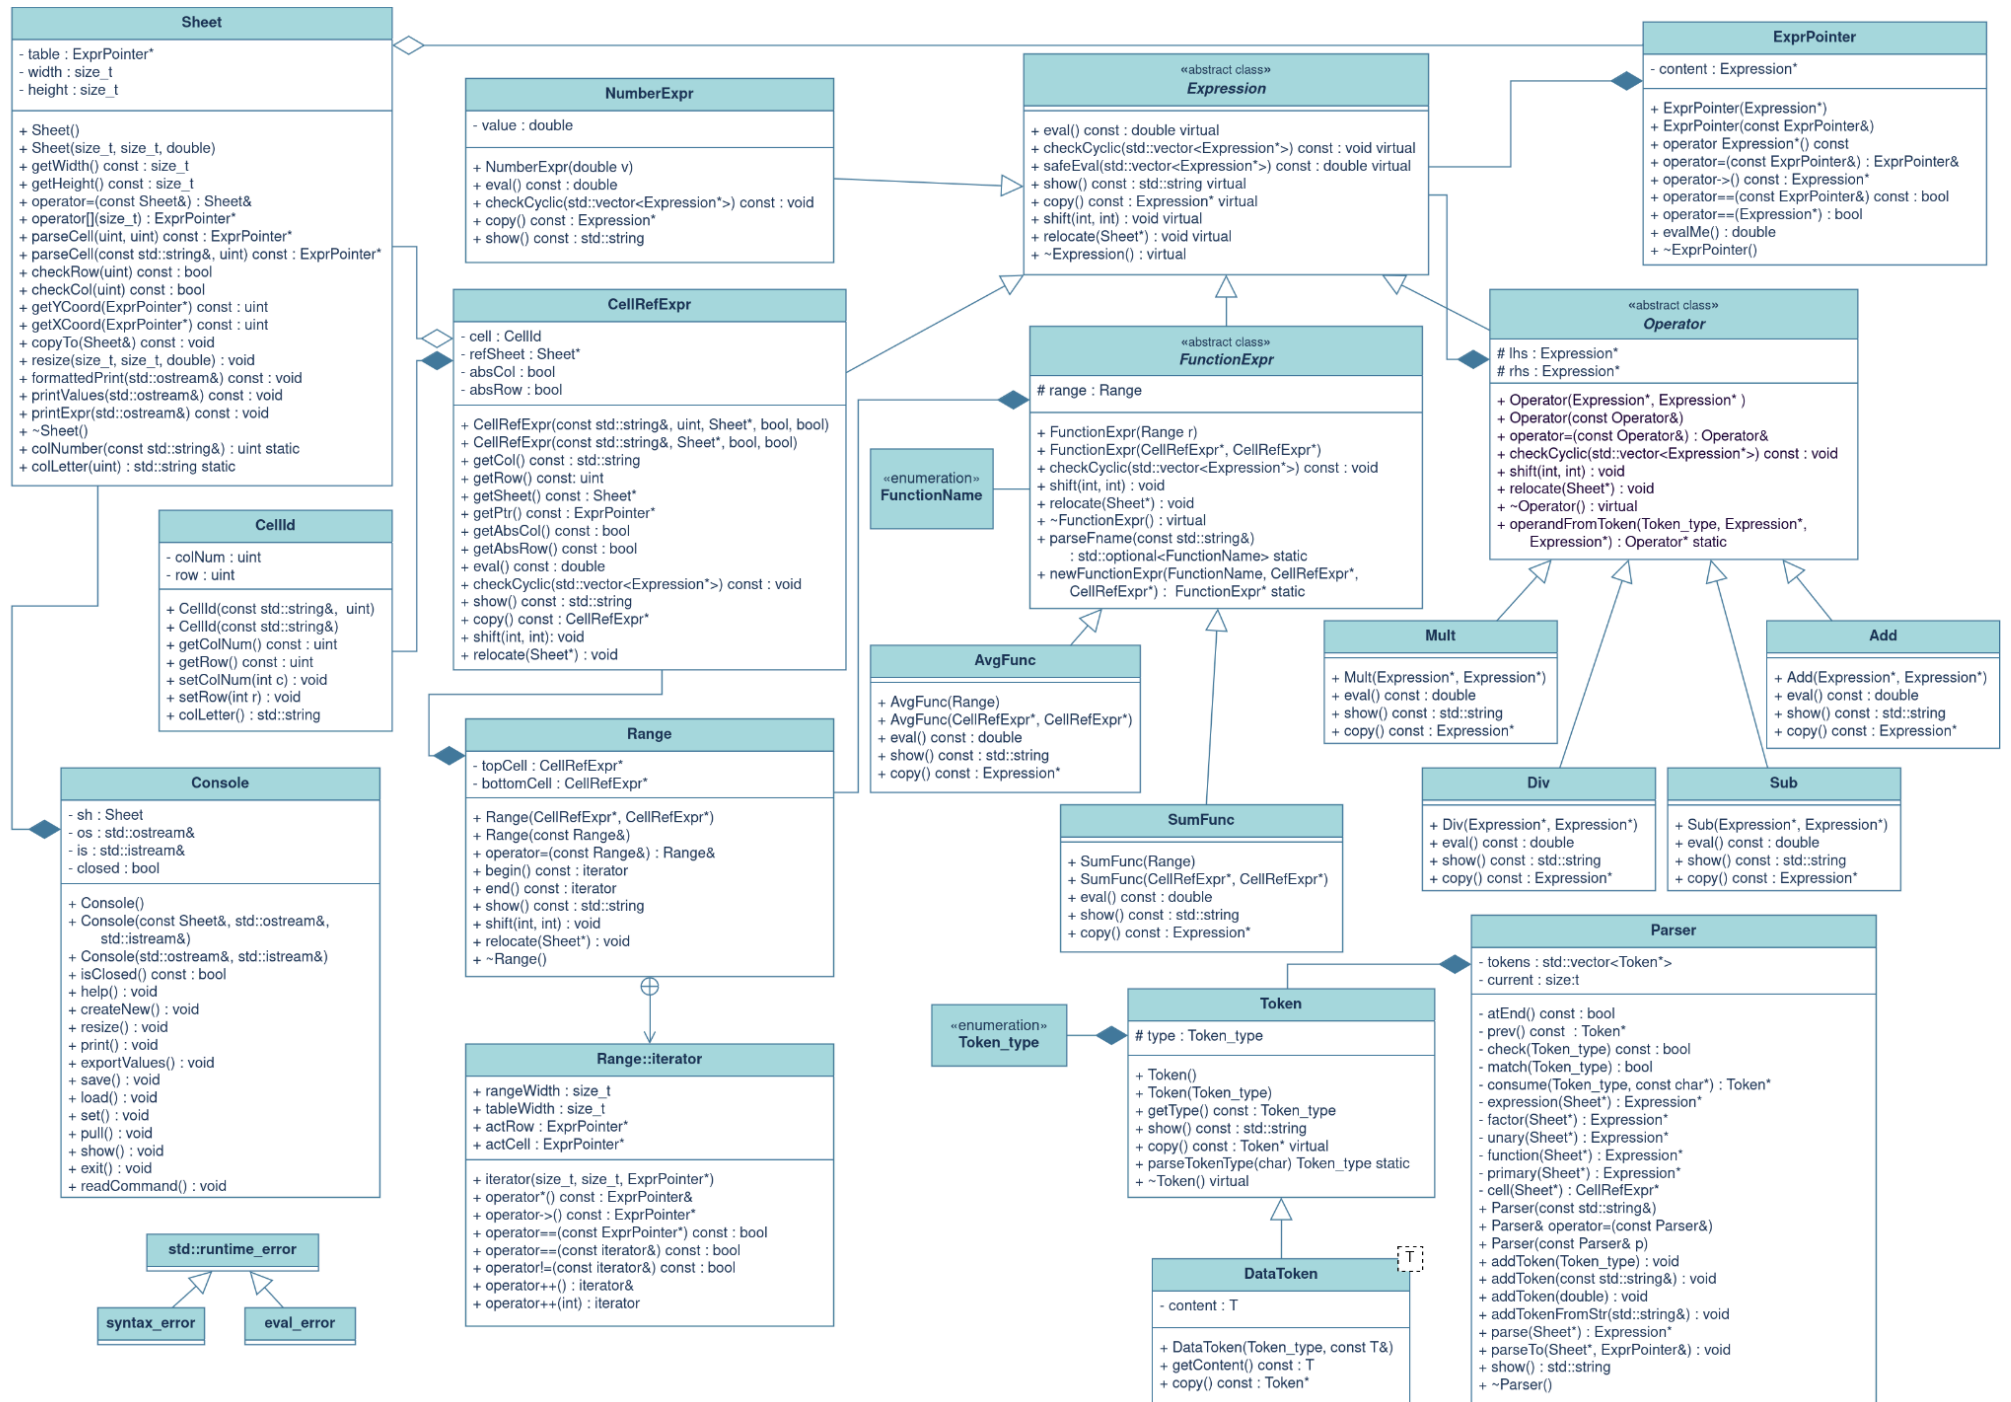 Sheet
- table : ExprPointer*
- width : size_t
- height : size_t
+ Sheet()
+ Sheet(size_t, size_t, double)
+ getWidth() const : size_t
+ getHeight() const : size_t
+ operator=(const Sheet&) : Sheet&
+ operator[](size_t) : ExprPointer*
+ parseCell(uint, uint) const : ExprPointer*
+ parseCell(const std::string&, uint) const : ExprPointer*
+ checkRow(uint) const : bool
+ checkCol(uint) const : bool
+ getYCoord(ExprPointer*) const : uint
+ getXCoord(ExprPointer*) const : uint
+ copyTo(Sheet&) const : void
+ resize(size_t, size_t, double) : void
+ formattedPrint(std::ostream&) const : void
+ printValues(std::ostream&) const : void
+ printExpr(std::ostream&) const : void
+ ~Sheet()
+ colNumber(const std::string&) : uint static
+ colLetter(uint) : std::string static
NumberExpr
- value : double
+ NumberExpr(double v)
+ eval() const : double
+ checkCyclic(std::vector<Expression*>) const : void
+ copy() const : Expression*
+ show() const : std::string
«abstract class»
Expression
+ eval() const : double virtual
+ checkCyclic(std::vector<Expression*>) const : void virtual
+ safeEval(std::vector<Expression*>) const : double virtual
+ show() const : std::string virtual
+ copy() const : Expression* virtual
+ shift(int, int) : void virtual
+ relocate(Sheet*) : void virtual
+ ~Expression() : virtual
ExprPointer
- content : Expression*
+ ExprPointer(Expression*)
+ ExprPointer(const ExprPointer&)
+ operator Expression*() const
+ operator=(const ExprPointer&) : ExprPointer&
+ operator->() const : Expression*
+ operator==(const ExprPointer&) const : bool
+ operator==(Expression*) : bool
+ evalMe() : double
+ ~ExprPointer()
CellRefExpr
- cell : CellId
- refSheet : Sheet*
- absCol : bool
- absRow : bool
+ CellRefExpr(const std::string&, uint, Sheet*, bool, bool)
+ CellRefExpr(const std::string&, Sheet*, bool, bool)
+ getCol() const : std::string
+ getRow() const: uint
+ getSheet() const : Sheet*
+ getPtr() const : ExprPointer*
+ getAbsCol() const : bool
+ getAbsRow() const : bool
+ eval() const : double
+ checkCyclic(std::vector<Expression*>) const : void
+ show() const : std::string
+ copy() const : CellRefExpr*
+ shift(int, int): void
+ relocate(Sheet*) : void
«abstract class»
FunctionExpr
# range : Range
+ FunctionExpr(Range r)
+ FunctionExpr(CellRefExpr*, CellRefExpr*)
+ checkCyclic(std::vector<Expression*>) const : void
+ shift(int, int) : void
+ relocate(Sheet*) : void
+ ~FunctionExpr() : virtual
+ parseFname(const std::string&)
: std::optional<FunctionName> static
+ newFunctionExpr(FunctionName, CellRefExpr*,
CellRefExpr*) :  FunctionExpr* static
«enumeration»
FunctionName
«abstract class»
Operator
# lhs : Expression*
# rhs : Expression*
+ Operator(Expression*, Expression* )
+ Operator(const Operator&)
+ operator=(const Operator&) : Operator&
+ checkCyclic(std::vector<Expression*>) const : void
+ shift(int, int) : void
+ relocate(Sheet*) : void
+ ~Operator() : virtual
+ operandFromToken(Token_type, Expression*,
Expression*) : Operator* static
CellId
- colNum : uint
- row : uint
+ CellId(const std::string&,  uint)
+ CellId(const std::string&)
+ getColNum() const : uint
+ getRow() const : uint
+ setColNum(int c) : void
+ setRow(int r) : void
+ colLetter() : std::string
AvgFunc
+ AvgFunc(Range)
+ AvgFunc(CellRefExpr*, CellRefExpr*)
+ eval() const : double
+ show() const : std::string
+ copy() const : Expression*
Mult
+ Mult(Expression*, Expression*)
+ eval() const : double
+ show() const : std::string
+ copy() const : Expression*
Add
+ Add(Expression*, Expression*)
+ eval() const : double
+ show() const : std::string
+ copy() const : Expression*
Console
- sh : Sheet
- os : std::ostream&
- is : std::istream&
- closed : bool
+ Console()
+ Console(const Sheet&, std::ostream&,
std::istream&)
+ Console(std::ostream&, std::istream&)
+ isClosed() const : bool
+ help() : void
+ createNew() : void
+ resize() : void
+ print() : void
+ exportValues() : void
+ save() : void
+ load() : void
+ set() : void
+ pull() : void
+ show() : void
+ exit() : void
+ readCommand() : void
Range
- topCell : CellRefExpr*
- bottomCell : CellRefExpr*
+ Range(CellRefExpr*, CellRefExpr*)
+ Range(const Range&)
+ operator=(const Range&) : Range&
+ begin() const : iterator
+ end() const : iterator
+ show() const : std::string
+ shift(int, int) : void
+ relocate(Sheet*) : void
+ ~Range()
SumFunc
+ SumFunc(Range)
+ SumFunc(CellRefExpr*, CellRefExpr*)
+ eval() const : double
+ show() const : std::string
+ copy() const : Expression*
Div
+ Div(Expression*, Expression*)
+ eval() const : double
+ show() const : std::string
+ copy() const : Expression*
Sub
+ Sub(Expression*, Expression*)
+ eval() const : double
+ show() const : std::string
+ copy() const : Expression*
Range::iterator
+ rangeWidth : size_t
+ tableWidth : size_t
+ actRow : ExprPointer*
+ actCell : ExprPointer*
+ iterator(size_t, size_t, ExprPointer*)
+ operator*() const : ExprPointer&
+ operator->() const : ExprPointer*
+ operator==(const ExprPointer*) const : bool
+ operator==(const iterator&) const : bool
+ operator!=(const iterator&) const : bool
+ operator++() : iterator&
+ operator++(int) : iterator
«enumeration»
Token_type
Token
# type : Token_type
+ Token()
+ Token(Token_type)
+ getType() const : Token_type
+ show() const : std::string
+ copy() const : Token* virtual
+ parseTokenType(char) Token_type static
+ ~Token() virtual
Parser
- tokens : std::vector<Token*>
- current : size:t
- atEnd() const : bool
- prev() const  : Token*
- check(Token_type) const : bool
- match(Token_type) : bool
- consume(Token_type, const char*) : Token*
- expression(Sheet*) : Expression*
- factor(Sheet*) : Expression*
- unary(Sheet*) : Expression*
- function(Sheet*) : Expression*
- primary(Sheet*) : Expression*
- cell(Sheet*) : CellRefExpr*
+ Parser(const std::string&)
+ Parser& operator=(const Parser&)
+ Parser(const Parser& p)
+ addToken(Token_type) : void
+ addToken(const std::string&) : void
+ addToken(double) : void
+ addTokenFromStr(std::string&) : void
+ parse(Sheet*) : Expression*
+ parseTo(Sheet*, ExprPointer&) : void
+ show() : std::string
+ ~Parser()
std::runtime_error
syntax_error
eval_error
T
DataToken
- content : T
+ DataToken(Token_type, const T&)
+ getContent() const : T
+ copy() const : Token*